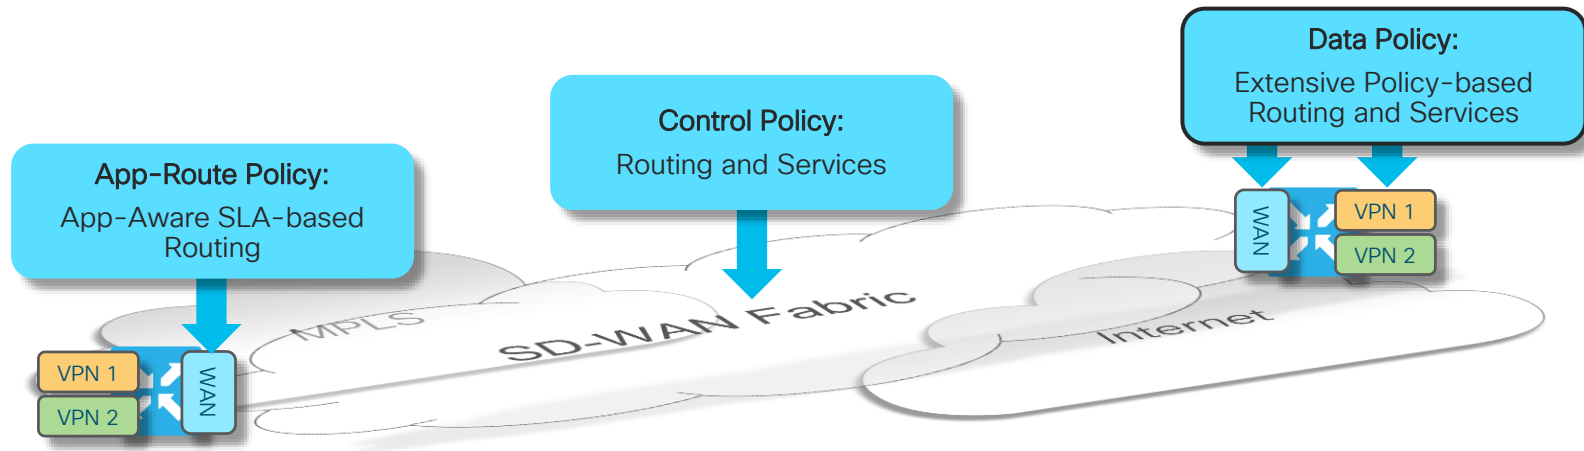 Data Policy:
Extensive Policy-based
Routing and Services
Control Policy:
Routing and Services
App-Route Policy:
App-Aware SLA-based
Routing
WAN
VPN 1
VPN 2
MPLS
SD-WAN Fabric
Internet
VPN 1
VPN 2
WAN